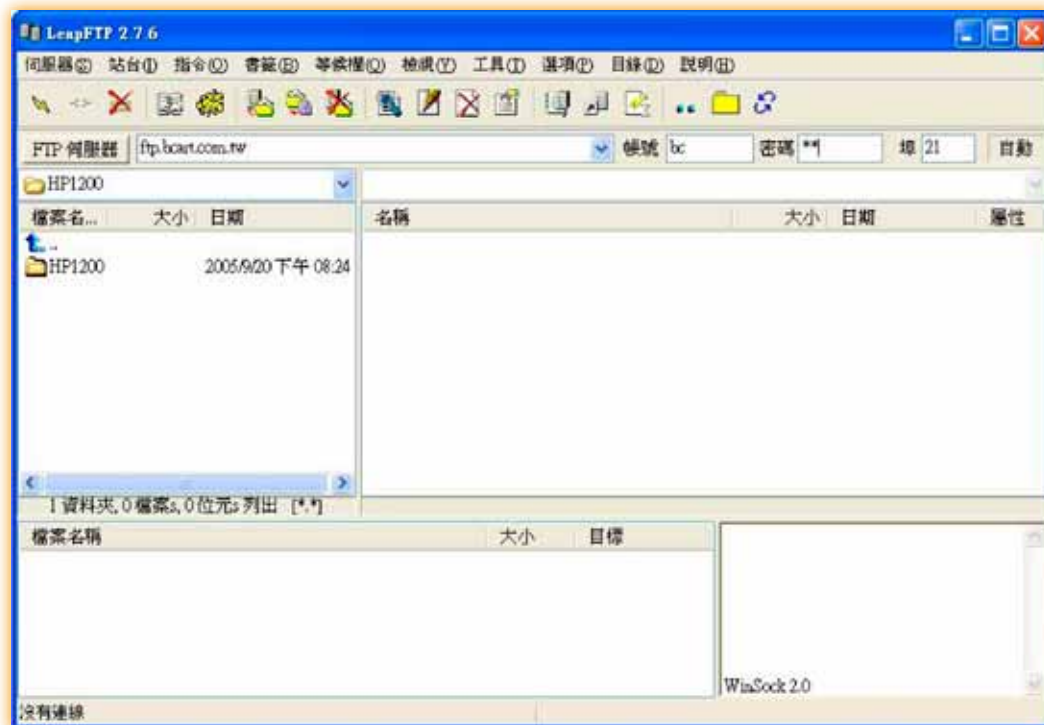 LeapFTP 2.7.6
伺服器(S) 站台(I) 指令(O) 書籤(B) 等候權(Q) 檢視(Y) 工具(T) 選項(P) 目錄(D) 說明(H)
FTP 伺服器 ftp.bcart.com.tw 帳號 bc 密碼 ** 埠 21 自動
HP1200
檔案名... 大小 日期 名稱 大小 日期 屬性
..
HP1200 2005/9/20 下午 08:24
1 資料夾, 0 檔案s, 0 位元s 列出 [*.*]
檔案名稱 大小 目標
WinSock 2.0
沒有連線